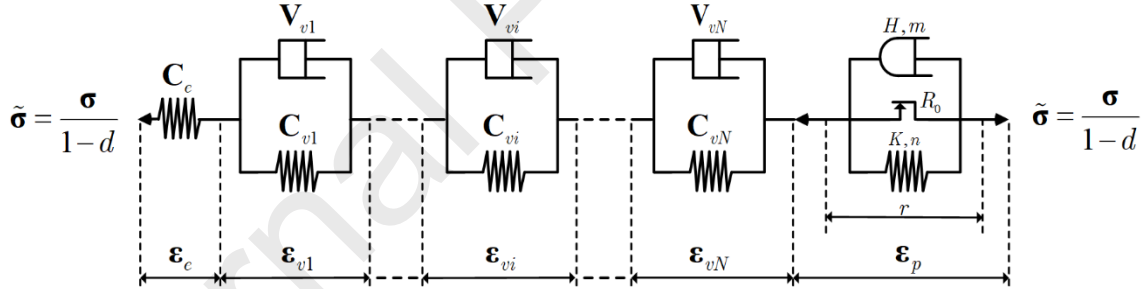 V_v1 V_vi V_vN H, m
C_e
σ̃ = σ / (1 − d)
C_v1 C_vi C_vN
R_0
K, n
σ̃ = σ / (1 − d)
r
ε_e ε_v1 ε_vi ε_vN ε_p